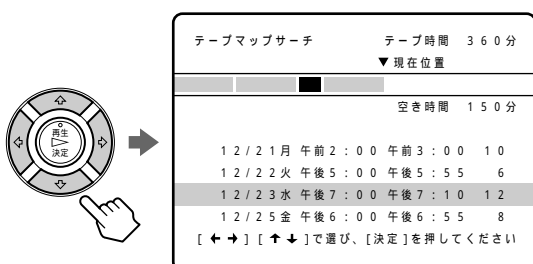 テープマップサーチ テープ時間 360分
▼現在位置
空き時間 150分
再生
決定
12/21月 午前2:00 午前3:00 10
12/22火 午後5:00 午後5:55 6
12/23水 午後7:00 午後7:10 12
12/25金 午後6:00 午後6:55 8
[←→][↑↓]で選び、[決定]を押してください